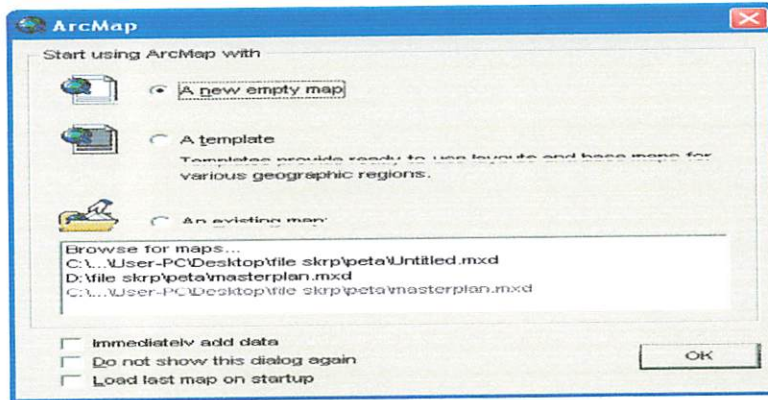 ArcMap
Start using ArcMap with
A new empty map
A template
Templates provide ready-to-use layouts and base maps for
various geographic regions.
An existing map:
Browse for maps...
C:\...\User-PC\Desktop\file skrp\peta\Untitled.mxd
D:\file skrp\peta\masterplan.mxd
C:\...\User-PC\Desktop\file skrp\peta\masterplan.mxd
Immediately add data
Do not show this dialog again
OK
Load last map on startup